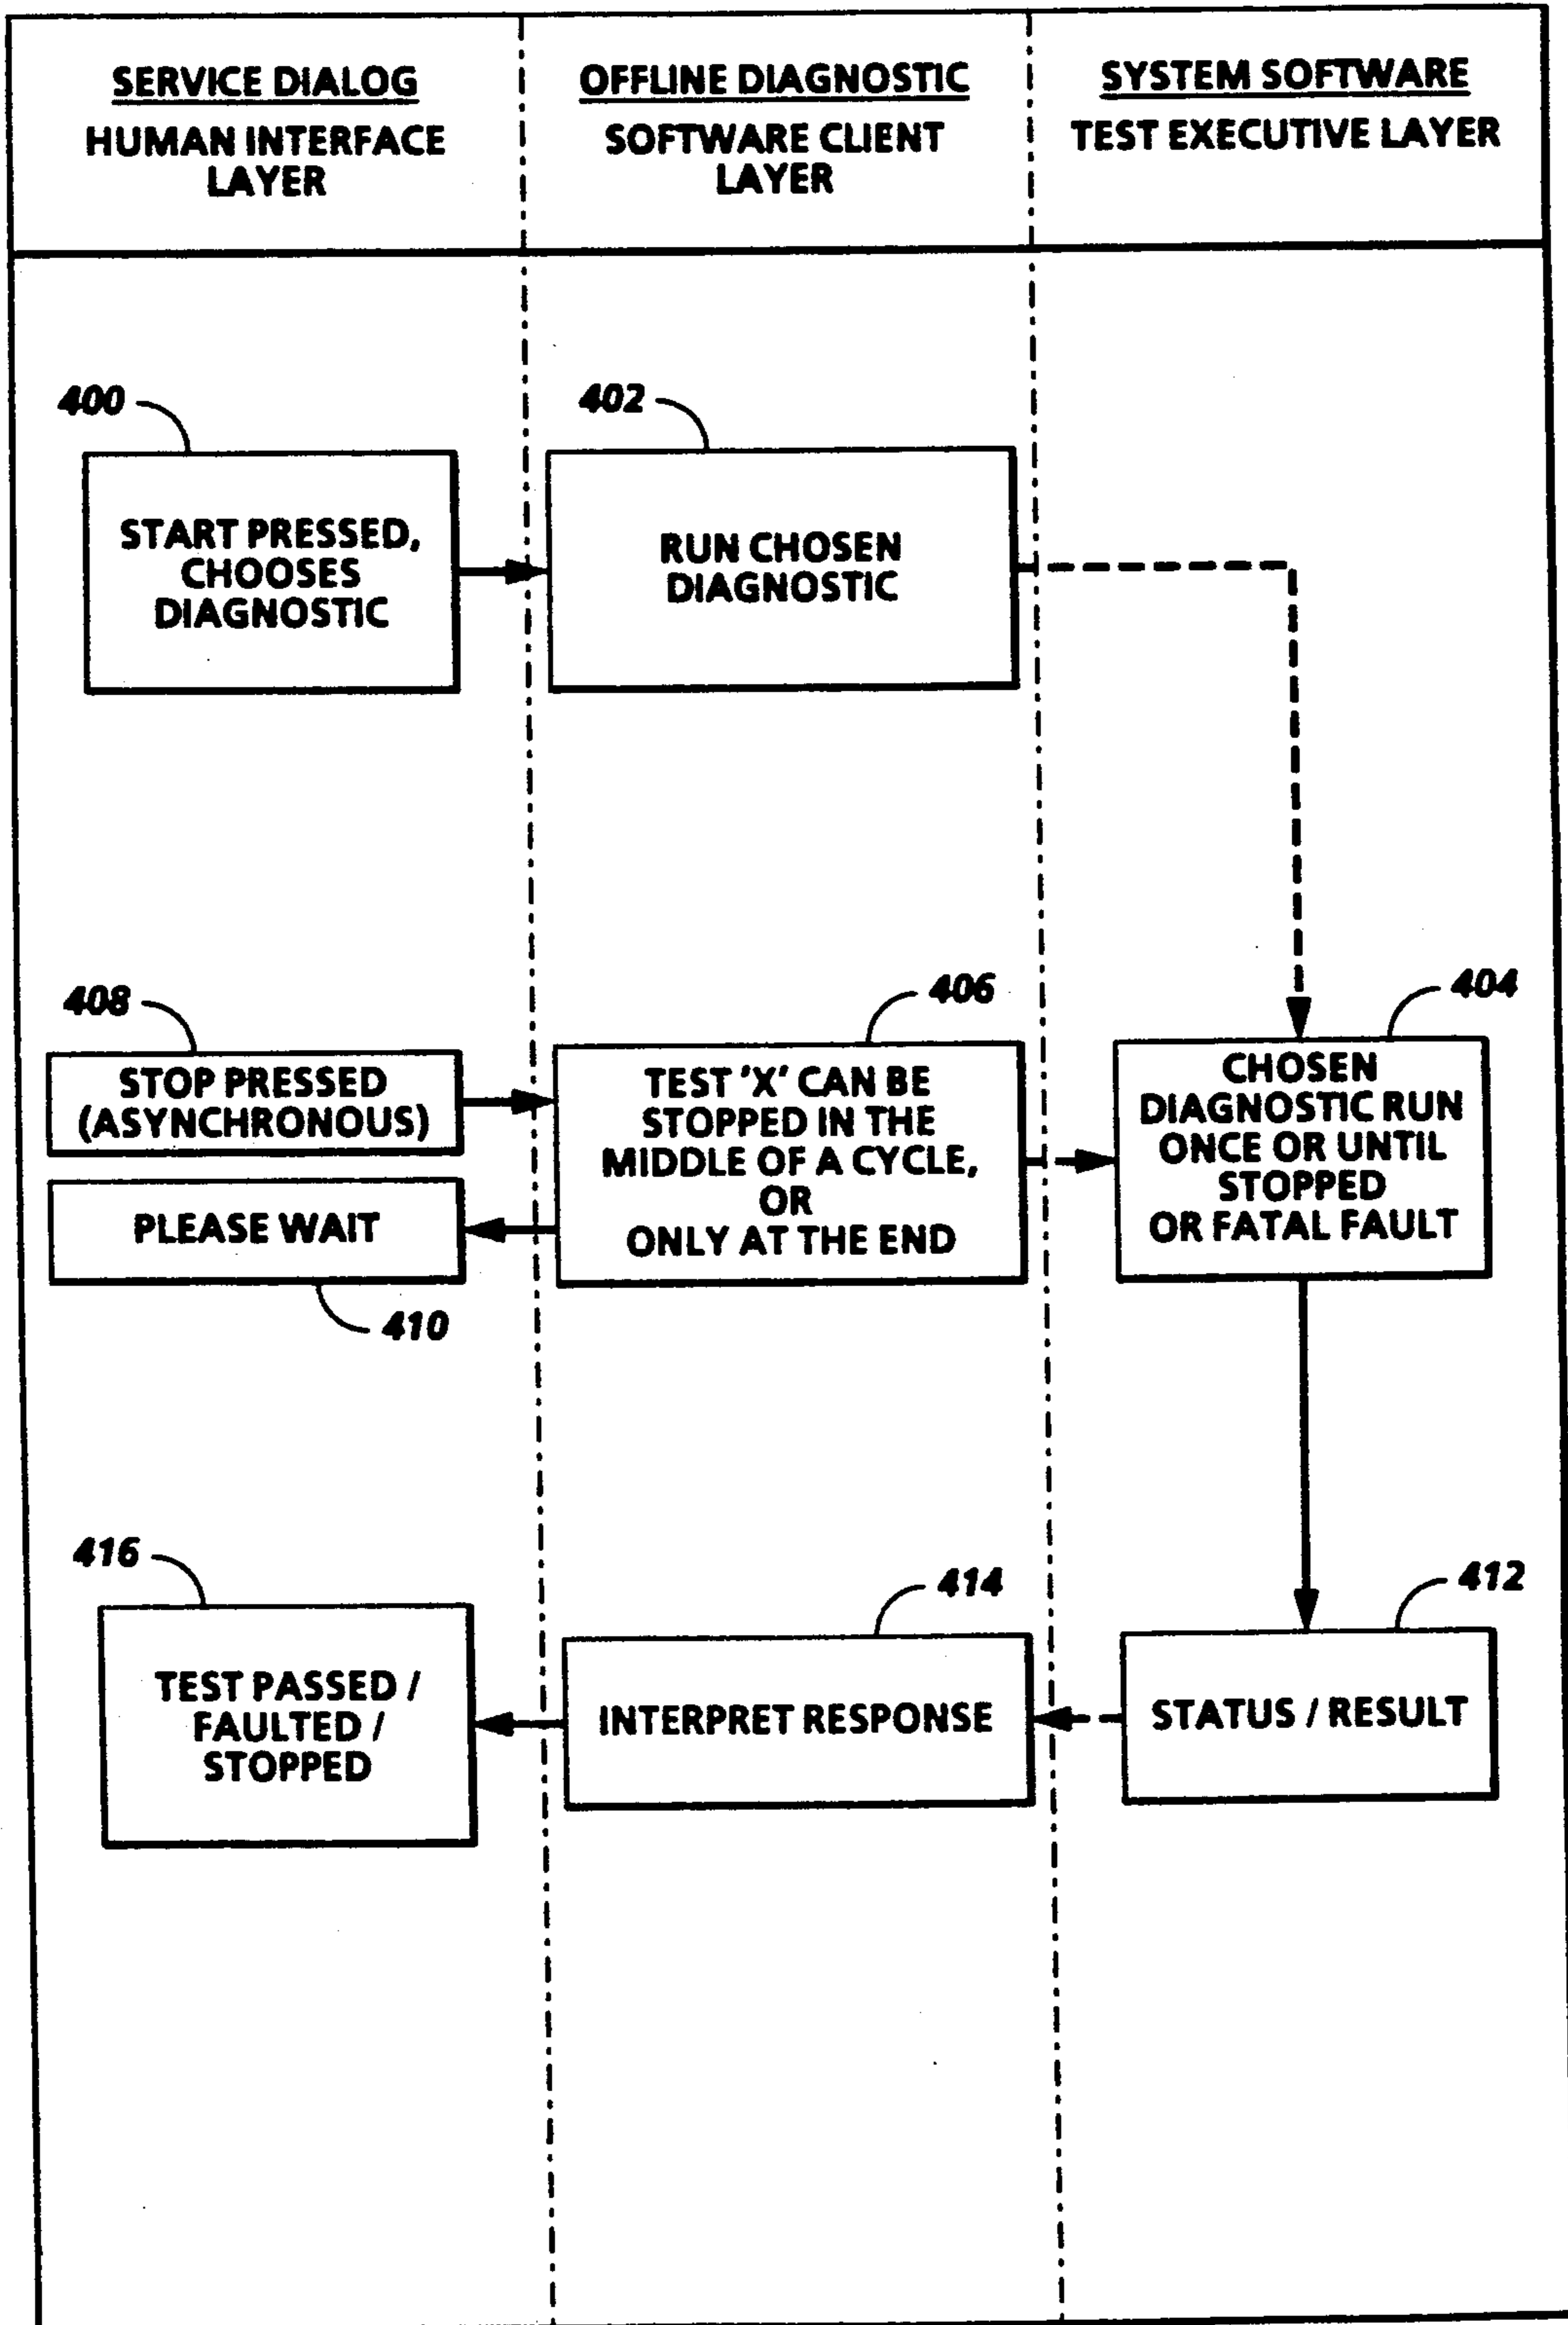 SERVICE DIALOG
HUMAN INTERFACE
LAYER
OFFLINE DIAGNOSTIC
SOFTWARE CLIENT
LAYER
SYSTEM SOFTWARE
TEST EXECUTIVE LAYER
400
START PRESSED,
CHOOSES
DIAGNOSTIC
402
RUN CHOSEN
DIAGNOSTIC
408
STOP PRESSED
(ASYNCHRONOUS)
PLEASE WAIT
410
406
TEST 'X' CAN BE
STOPPED IN THE
MIDDLE OF A CYCLE,
OR
ONLY AT THE END
404
CHOSEN
DIAGNOSTIC RUN
ONCE OR UNTIL
STOPPED
OR FATAL FAULT
416
TEST PASSED /
FAULTED /
STOPPED
414
INTERPRET RESPONSE
412
STATUS / RESULT